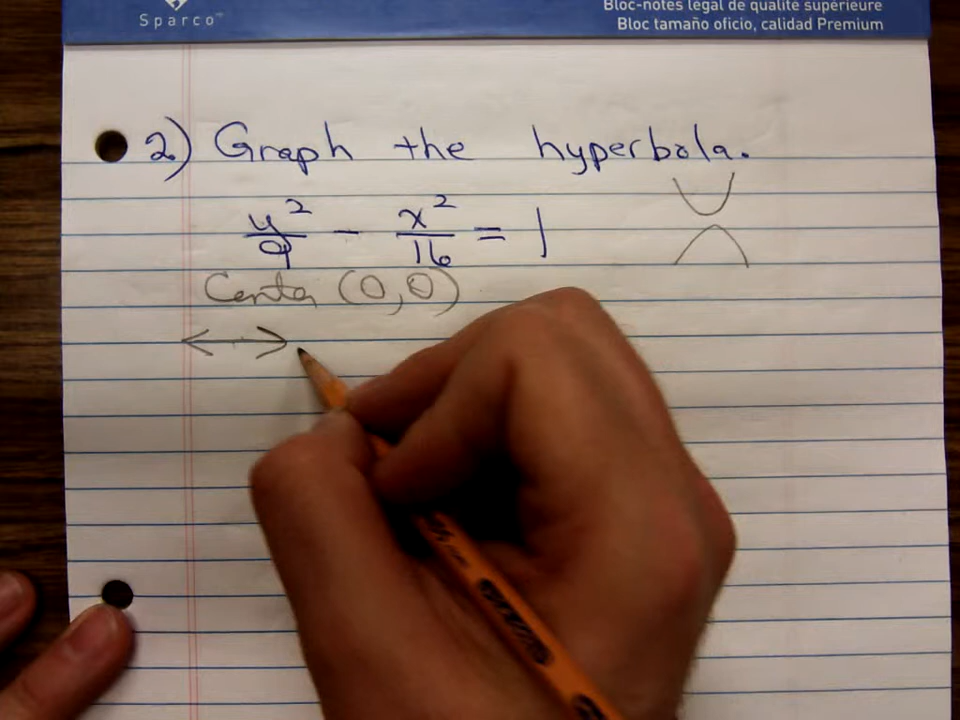 Sparco™
Bloc-notes légal de qualité supérieure
Bloc tamaño oficio, calidad Premium
2) Graph the hyperbola.
y²/9 - x²/16 = 1
Center (0,0)